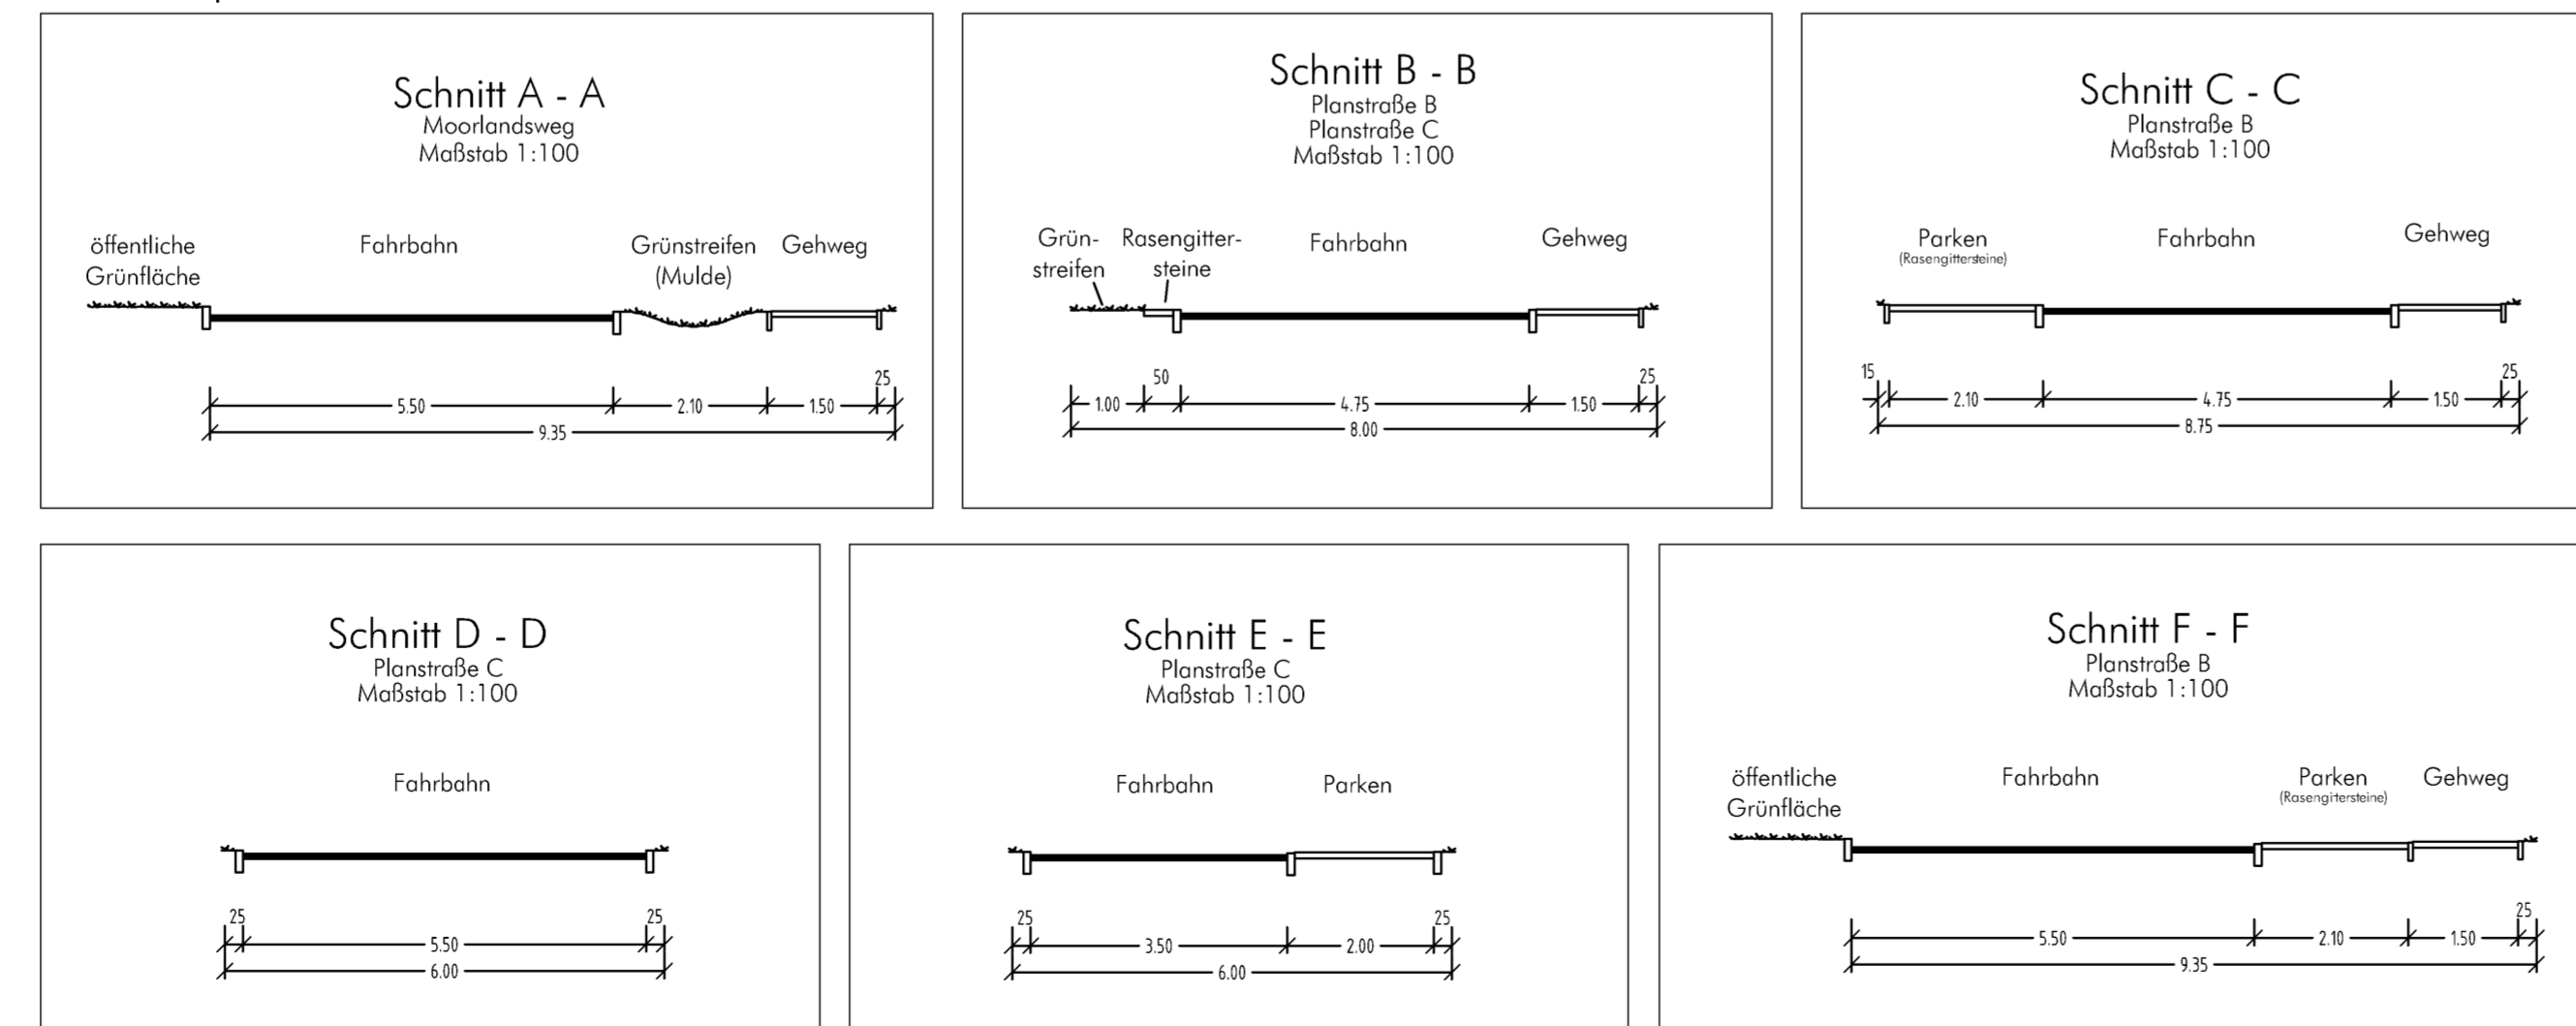 Schnitt A - A
Moorlandsweg
Maßstab 1:100
öffentliche Fahrbahn Grünstreifen Gehweg
Grünfläche (Mulde)
25
5.50 2.10 1.50
9.35
Schnitt B - B
Planstraße B
Planstraße C
Maßstab 1:100
Grün- Rasengitter- Fahrbahn Gehweg
streifen steine
50 25
1.00 4.75 1.50
8.00
Schnitt C - C
Planstraße B
Maßstab 1:100
Parken Fahrbahn Gehweg
(Rasengittersteine)
15 25
2.10 4.75 1.50
8.75
Schnitt D - D
Planstraße C
Maßstab 1:100
Fahrbahn
25 25
5.50
6.00
Schnitt E - E
Planstraße C
Maßstab 1:100
Fahrbahn Parken
25 25
3.50 2.00
6.00
Schnitt F - F
Planstraße B
Maßstab 1:100
öffentliche Fahrbahn Parken Gehweg
Grünfläche (Rasengittersteine)
25
5.50 2.10 1.50
9.35